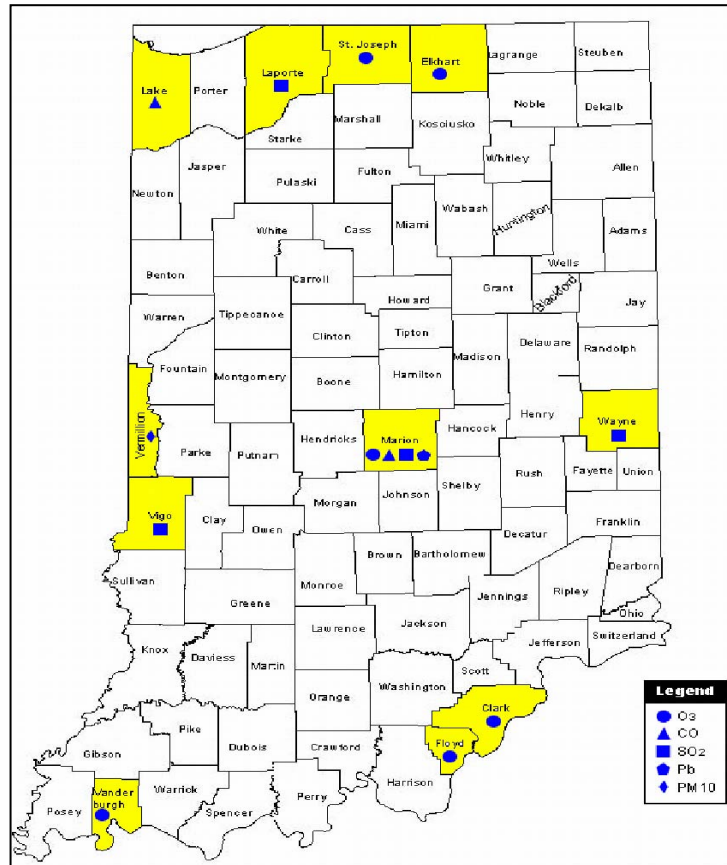 St. Joseph
Elkhart
Lagrange
Steuben
Laporte
Lake
Porter
Noble
Dekalb
Marshall
Kosciusko
Starke
Whitley
Allen
Jasper
Fulton
Pulaski
Newton
Wabash
Huntington
Miami
Adams
White
Cass
Wells
Benton
Carroll
Grant
Blackford
Howard
Jay
Warren
Tippecanoe
Tipton
Clinton
Delaware
Madison
Randolph
Fountain
Montgomery
Boone
Hamilton
Henry
Wayne
Vermillion
Hendricks
Marion
Hancock
Parke
Putnam
Rush
Fayette
Union
Shelby
Vigo
Morgan
Johnson
Clay
Owen
Franklin
Decatur
Brown
Bartholomew
Dearborn
Sullivan
Monroe
Ripley
Jennings
Greene
Ohio
Jackson
Lawrence
Switzerland
Jefferson
Knox
Daviess
Martin
Scott
Washington
Orange
Clark
Pike
Floyd
Gibson
Dubois
Crawford
Harrison
Vander
burgh
Warrick
Perry
Posey
Spencer
Legend
O3
CO
SO2
Pb
PM 10